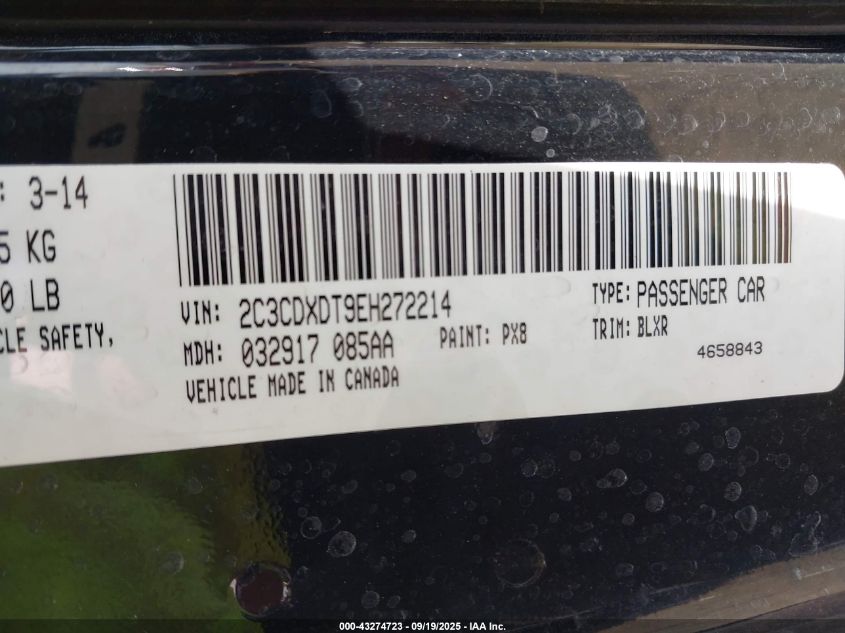 : 3-14
5 KG
0 LB
CLE SAFETY,
VIN: 2C3CDXDT9EH272214
TYPE: PASSENGER CAR
MDH: 032917 085AA
PAINT: PX8
TRIM: BLXR
4658843
VEHICLE MADE IN CANADA
000-43274723 - 09/19/2025 - IAA Inc.